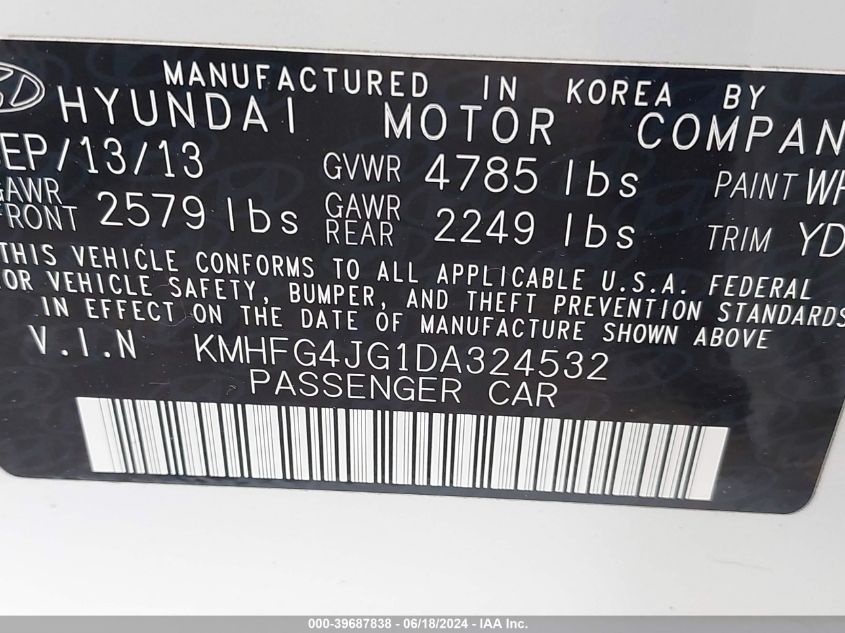 MANUFACTURED IN KOREA BY
HYUNDAI MOTOR COMPAN
EP/13/13 GVWR 4785 lbs PAINT WH
GAWR FRONT 2579 lbs GAWR REAR 2249 lbs TRIM YD
THIS VEHICLE CONFORMS TO ALL APPLICABLE U.S.A. FEDERAL
OR VEHICLE SAFETY, BUMPER, AND THEFT PREVENTION STANDARDS
IN EFFECT ON THE DATE OF MANUFACTURE SHOWN ABOVE
V.I.N KMHFG4JG1DA324532
PASSENGER CAR
000-39687838 - 06/18/2024 - IAA Inc.